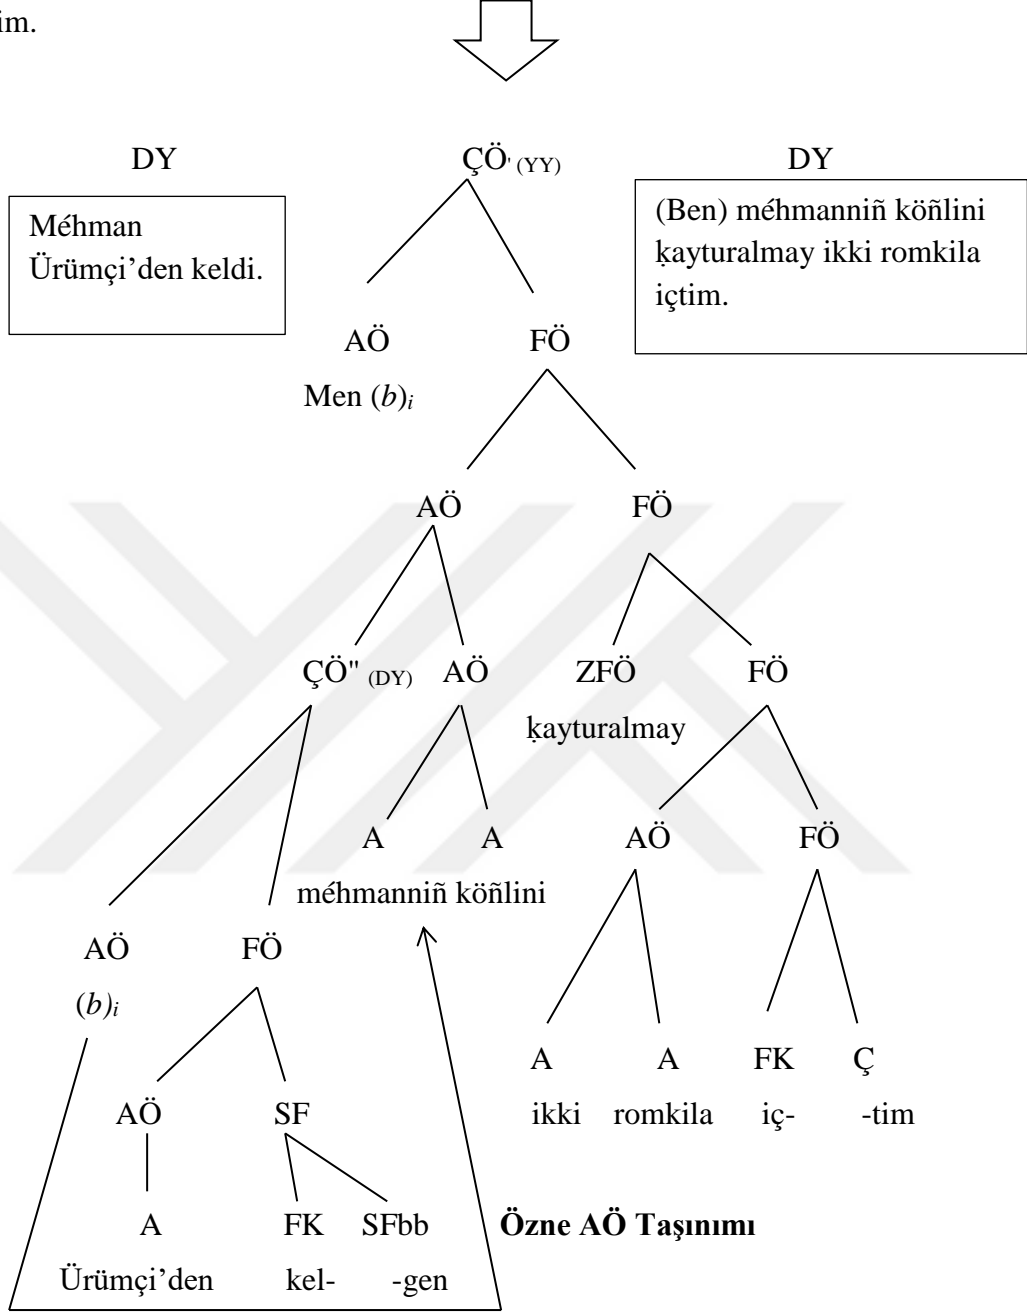 im.
DY ÇÖ' (YY) DY
Méhman
Ürümçi’den keldi.
(Ben) méhmanniñ köñlini
ḳayturalmay ikki romkila
içtim.
AÖ FÖ
Men (b)i
AÖ FÖ
ÇÖ" (DY) AÖ ZFÖ FÖ
ḳayturalmay
A A AÖ FÖ
méhmanniñ köñlini
AÖ FÖ
(b)i
A A FK Ç
ikki romkila iç- -tim
AÖ SF
A FK SFbb
Özne AÖ Taşınımı
Ürümçi’den kel- -gen